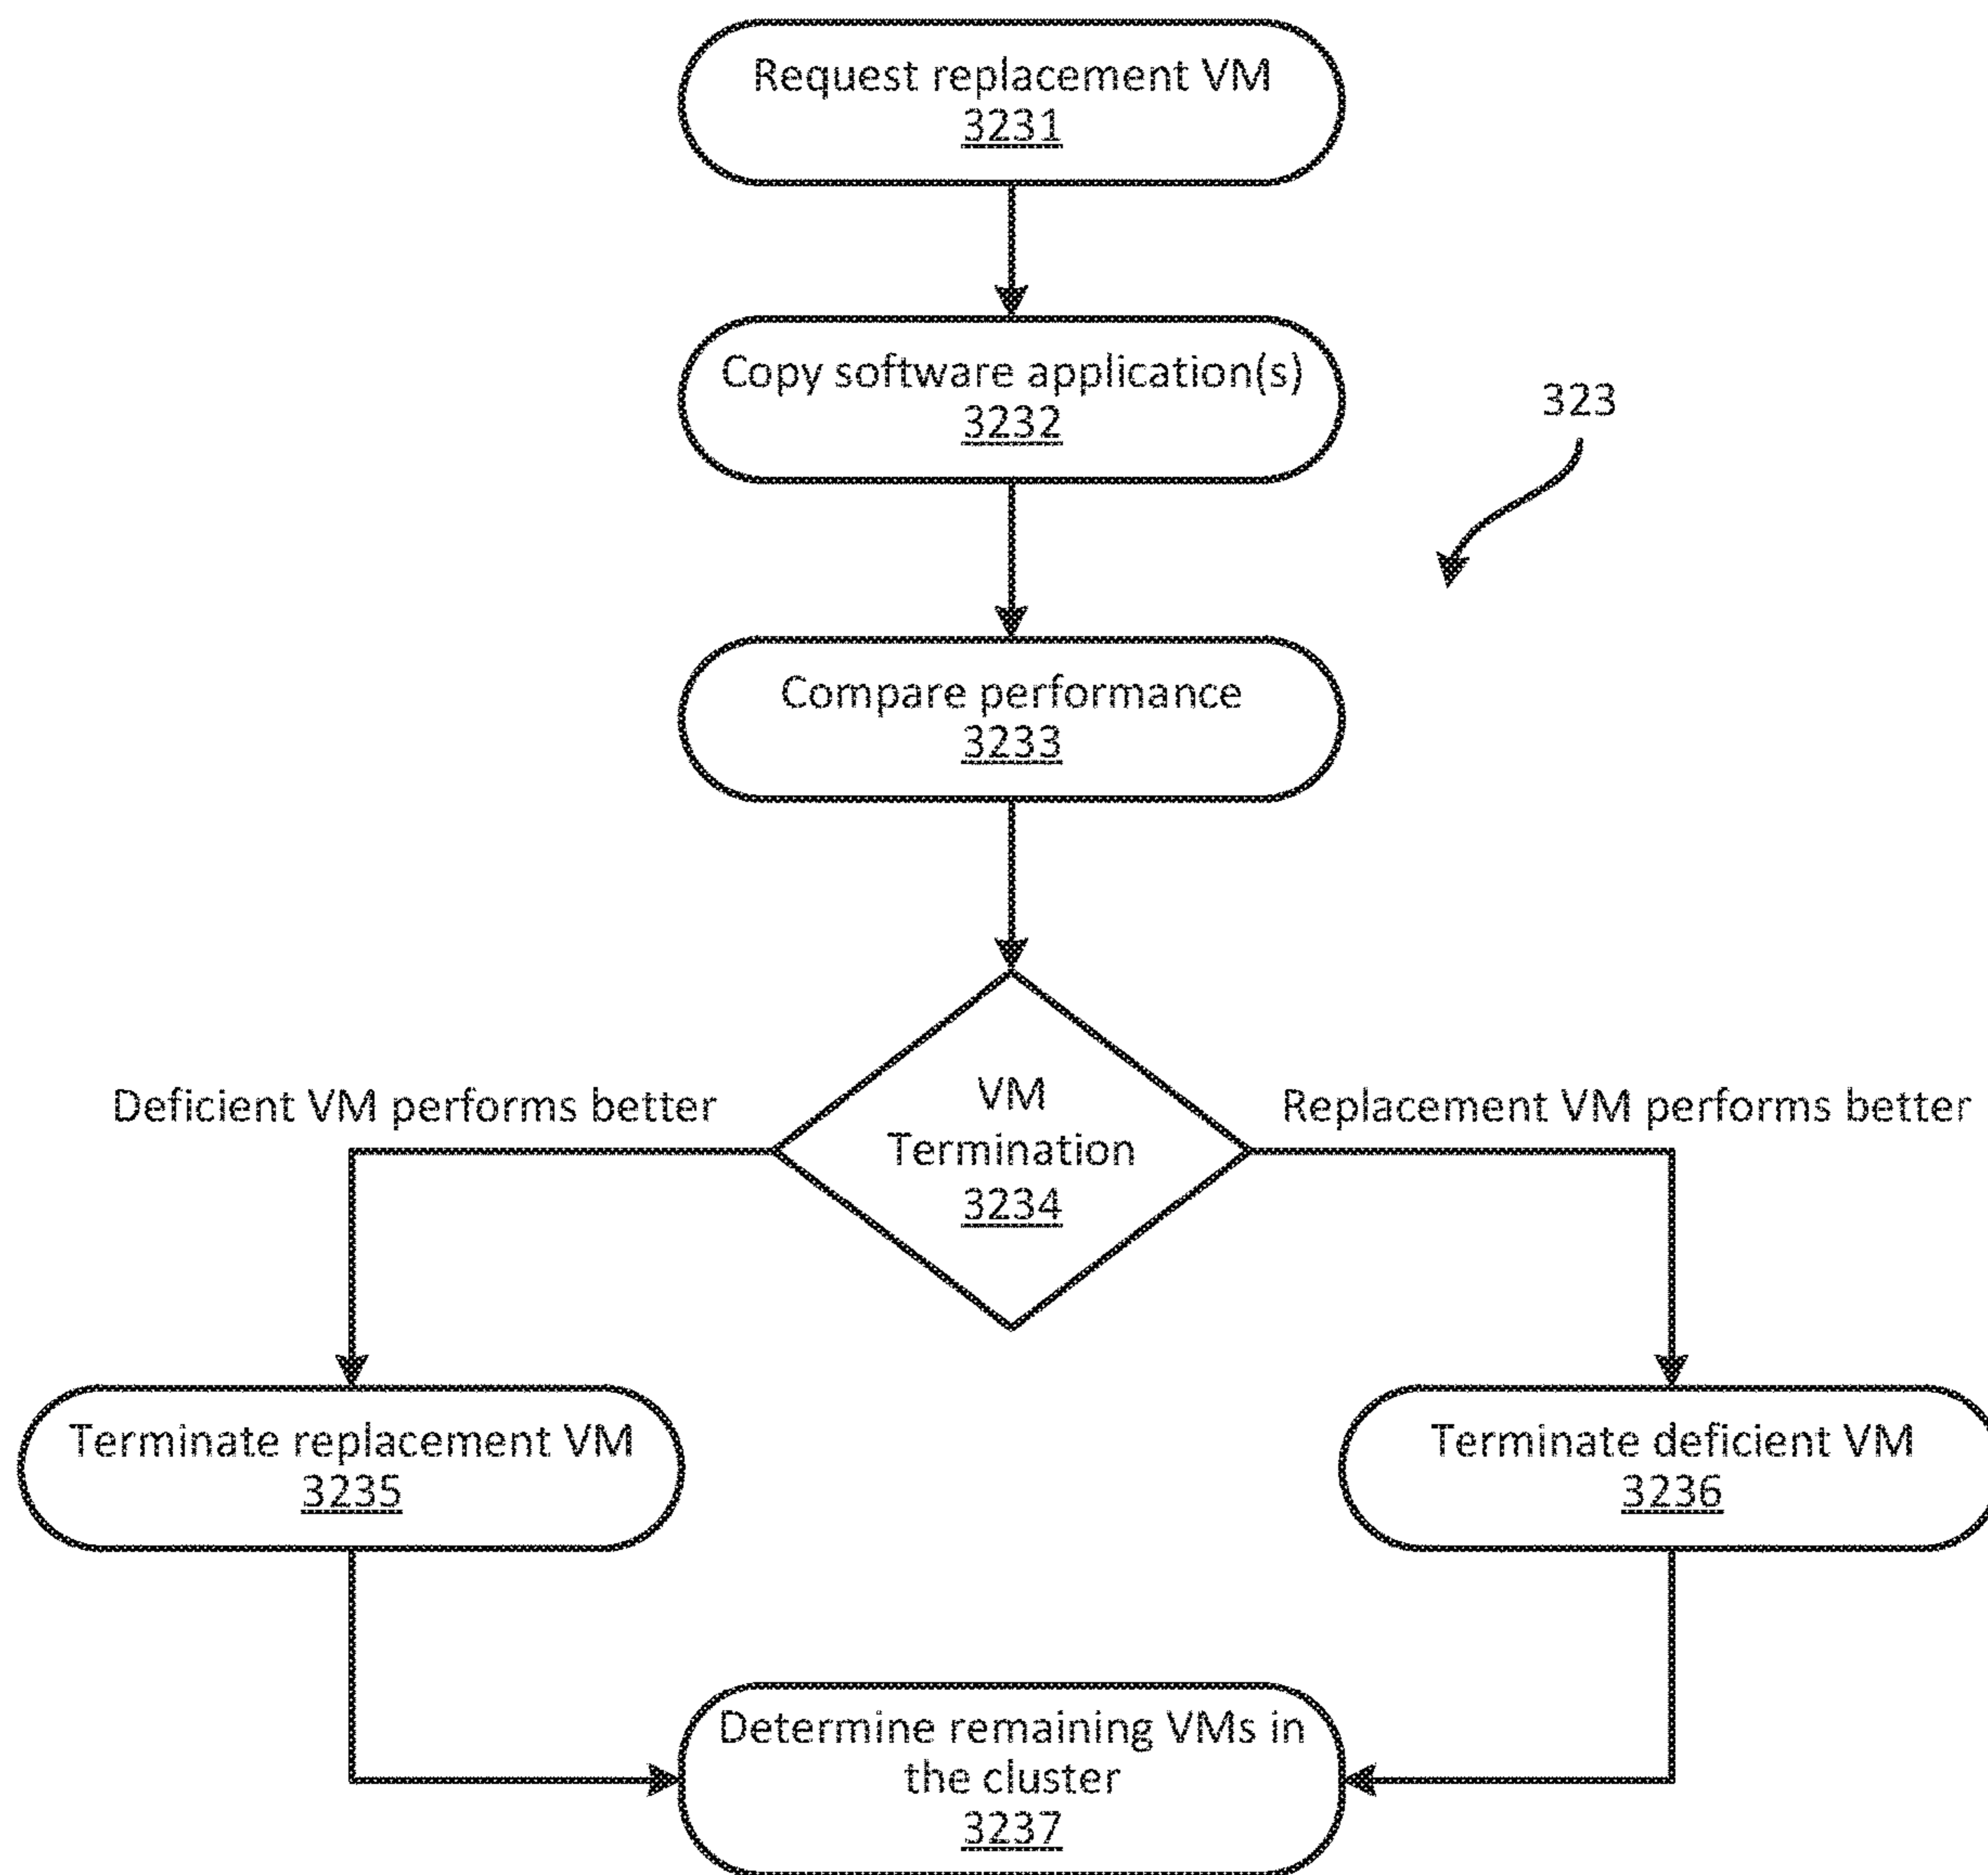 Request replacement VM
3231
Copy software application(s)
3232
323
Compare performance
3233
Deficient VM performs better
VM
Termination
3234
Replacement VM performs better
Terminate replacement VM
3235
Terminate deficient VM
3236
Determine remaining VMs in
the cluster
3237